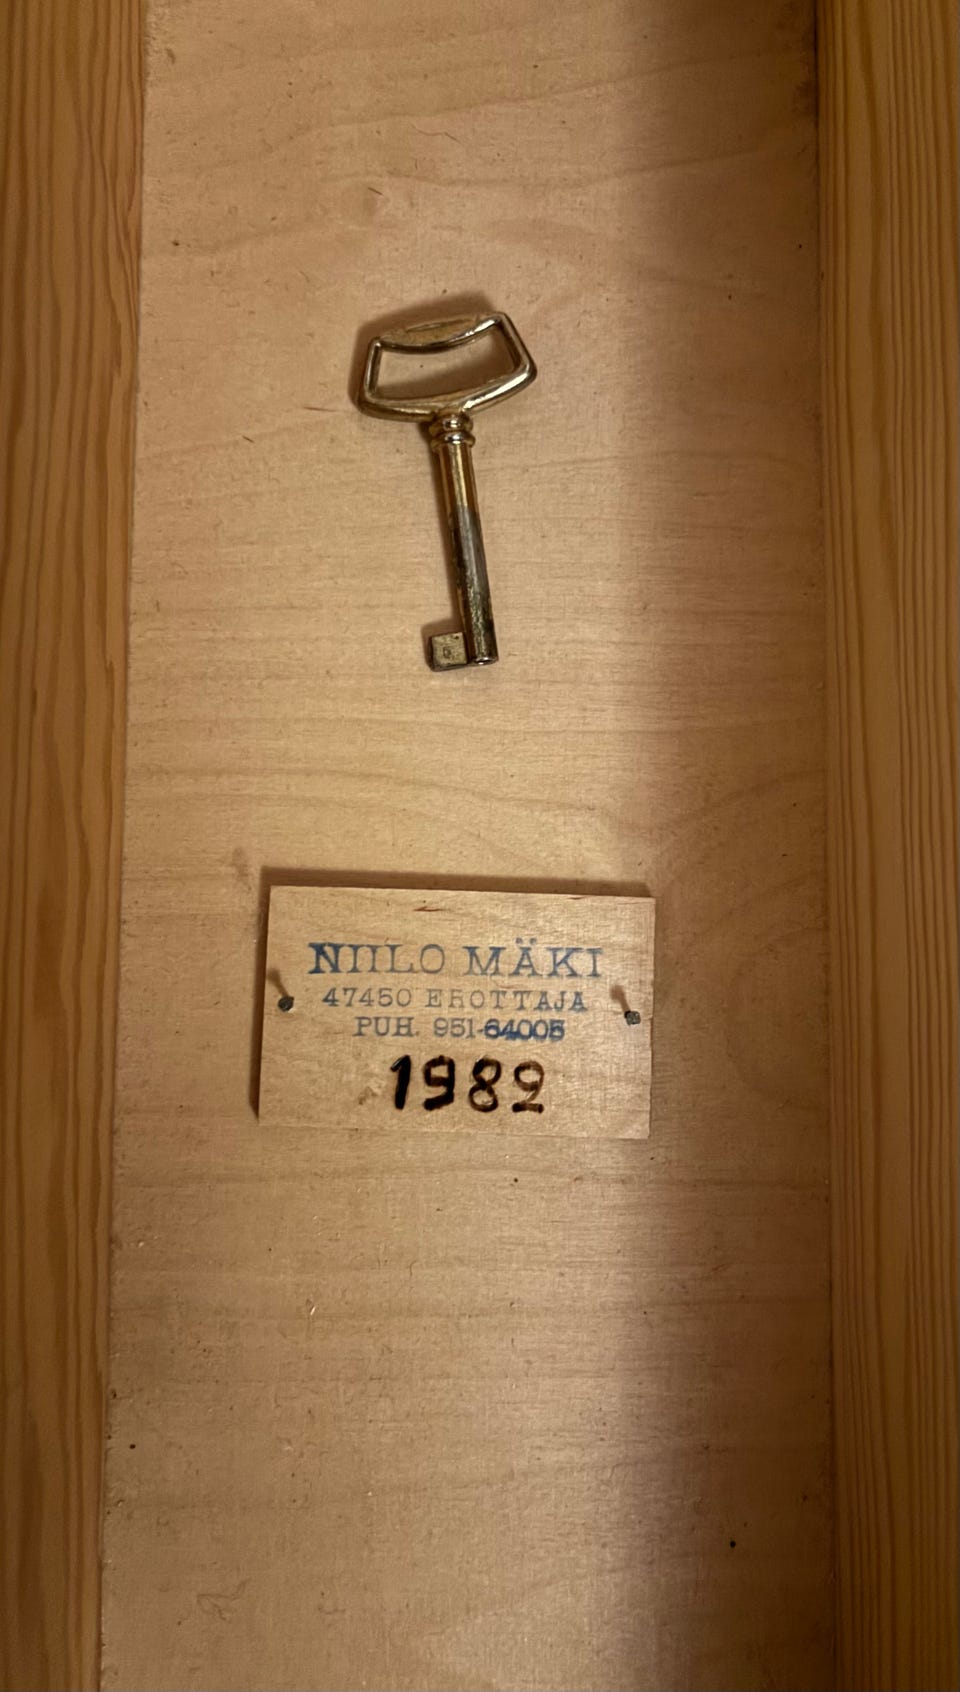 NIILO MÄKI
47450 EROTTAJA
PUH. 951-64005
1982